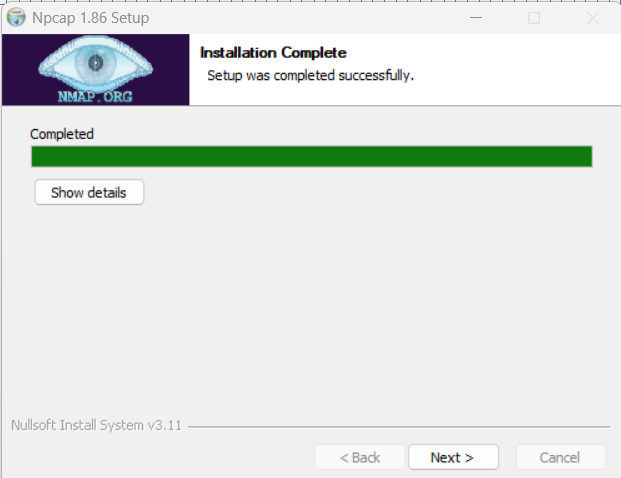 Npcap 1.86 Setup
NMAP.ORG
Installation Complete
Setup was completed successfully.
Completed
Show details
Nullsoft Install System v3.11
< Back
Next >
Cancel